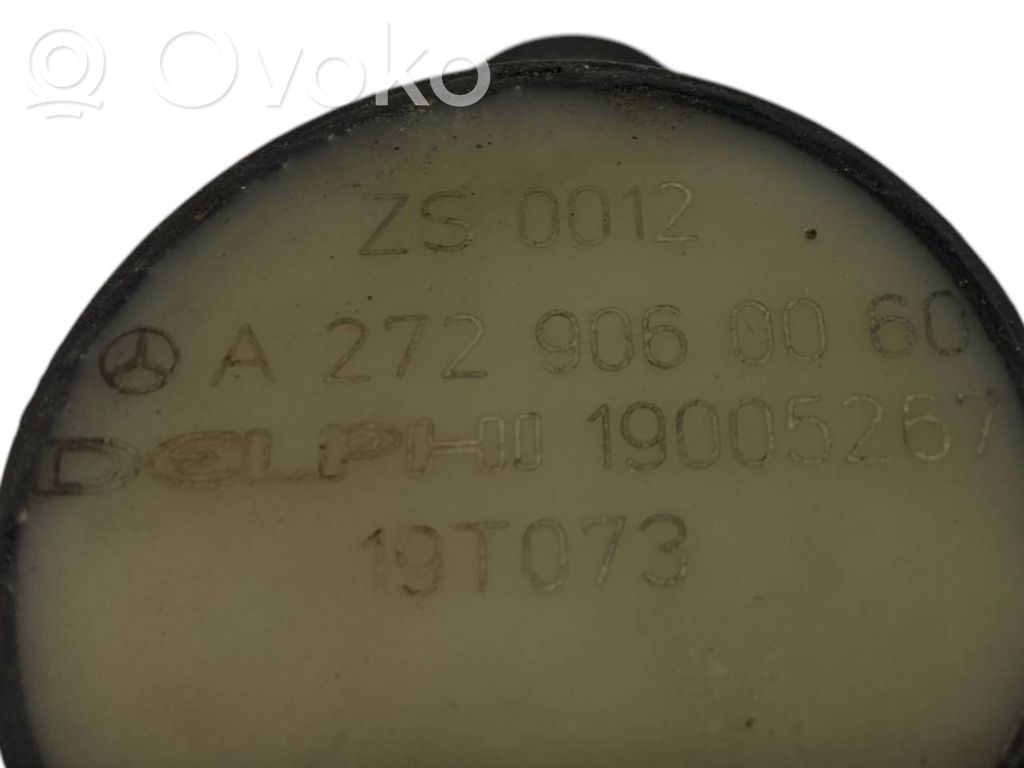 Ovoko
ZS 0012
A 272 906 00 60
DELPHI 19005267
19T073